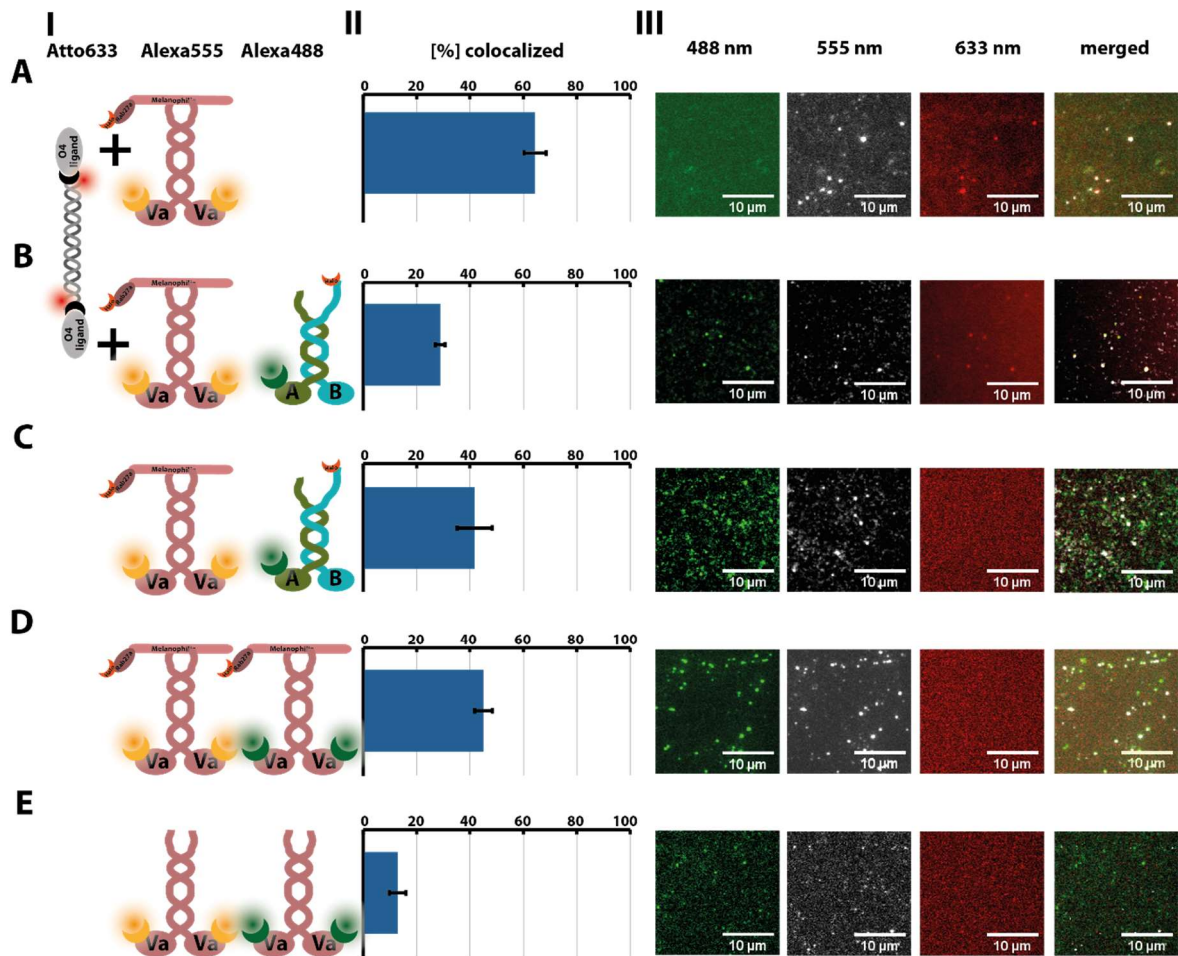 I
II
III
Atto633 Alexa555 Alexa488
[%] colocalized
488 nm 555 nm 633 nm merged
A
0 20 40 60 80 100
Rab27a
O4 ligand
+
Va Va
10 µm 10 µm 10 µm 10 µm
B
0 20 40 60 80 100
Rab27a
O4 ligand
+
Va Va A B
10 µm 10 µm 10 µm 10 µm
C
0 20 40 60 80 100
Rab27a
Va Va A B
10 µm 10 µm 10 µm 10 µm
D
0 20 40 60 80 100
Rab27a Rab27a
Va Va Va Va
10 µm 10 µm 10 µm 10 µm
E
0 20 40 60 80 100
Va Va Va Va
10 µm 10 µm 10 µm 10 µm